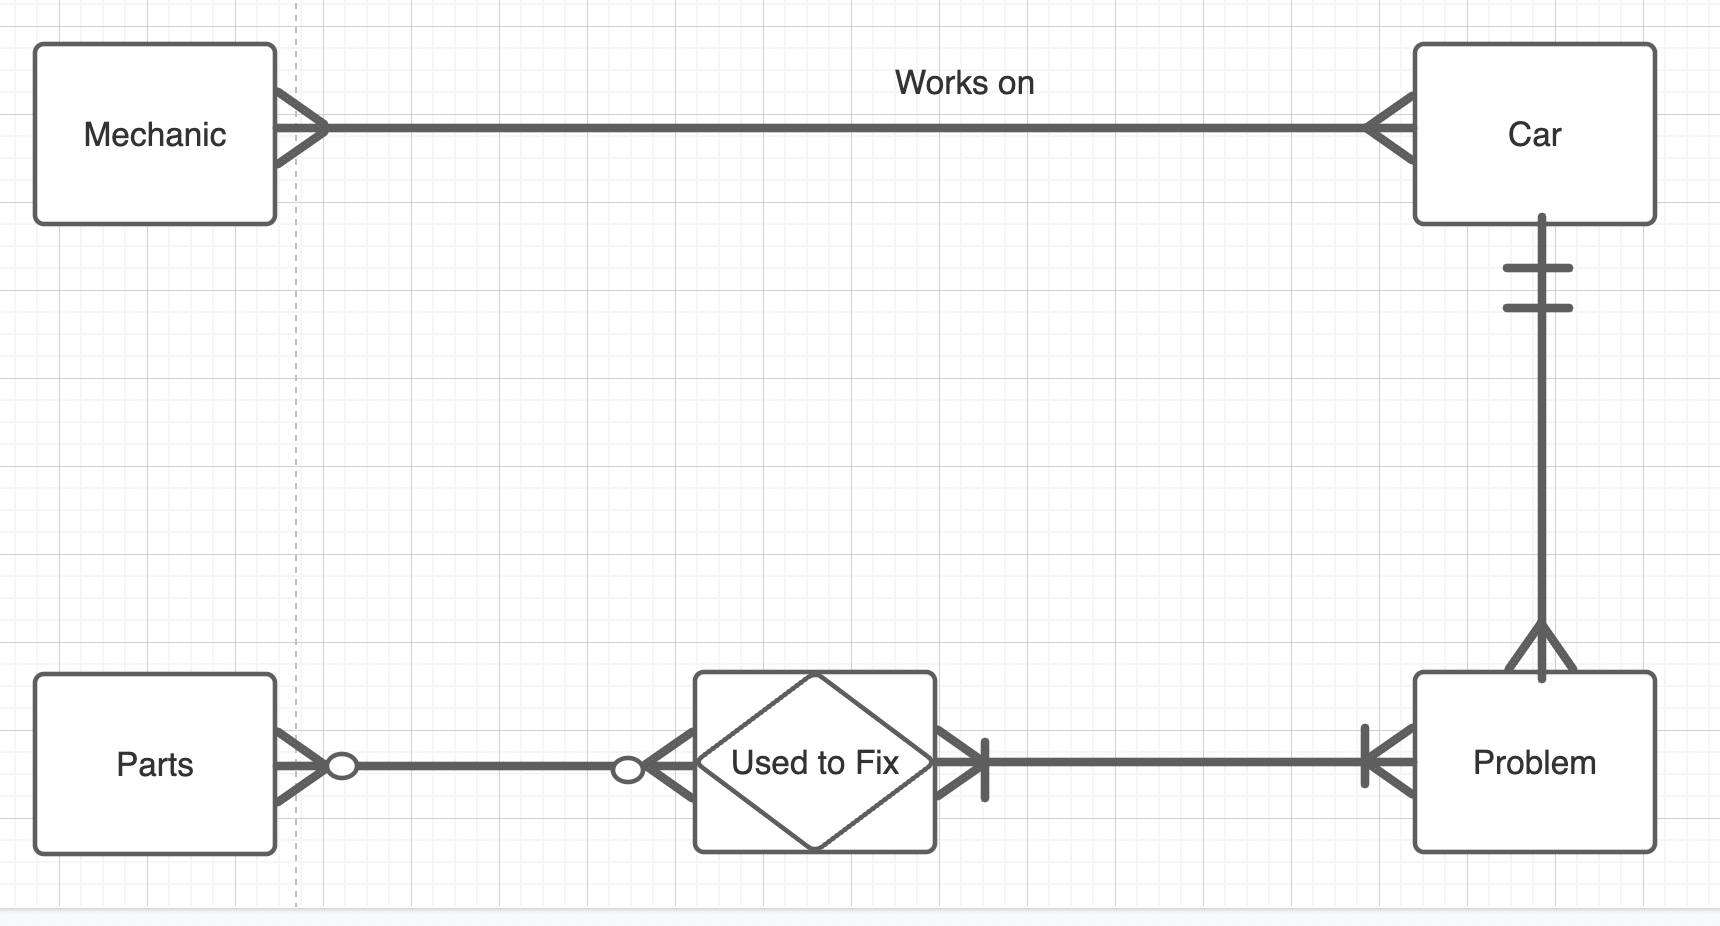 Works on
Mechanic
Car
Parts
Used to Fix
Problem